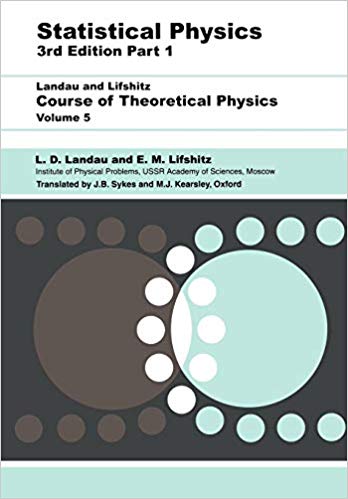 Statistical Physics
3rd Edition Part 1
Landau and Lifshitz
Course of Theoretical Physics
Volume 5
L. D. Landau and E. M. Lifshitz
Institute of Physical Problems, USSR Academy of Sciences, Moscow
Translated by J.B. Sykes and M.J. Kearsley, Oxford